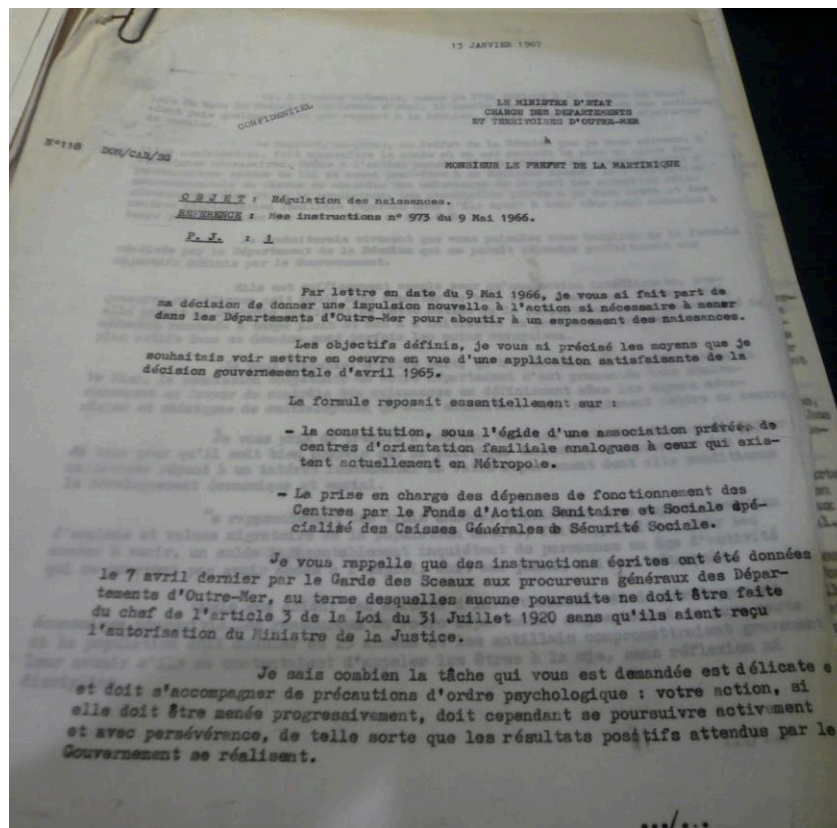 13 JANVIER 1967
LE MINISTRE D'ETAT
CHARGE DES DEPARTEMENTS
ET TERRITOIRES D'OUTRE-MER
CONFIDENTIEL
à
N°118 DOM/CAB/SG
MONSIEUR LE PREFET DE LA MARTINIQUE
OBJET : Régulation des naissances.
REFERENCE : Mes instructions n° 973 du 9 Mai 1966.
P. J. : 1
Par lettre en date du 9 Mai 1966, je vous ai fait part de
ma décision de donner une impulsion nouvelle à l'action si nécessaire à mener
dans les Départements d'Outre-Mer pour aboutir à un espacement des naissances.
Les objectifs définis, je vous ai précisé les moyens que je
souhaitais voir mettre en oeuvre en vue d'une application satisfaisante de la
décision gouvernementale d'avril 1965.
La formule reposait essentiellement sur :
- la constitution, sous l'égide d'une association privée, de
centres d'orientation familiale analogues à ceux qui exis-
tent actuellement en Métropole.
- La prise en charge des dépenses de fonctionnement des
Centres par le Fonds d'Action Sanitaire et Sociale spé-
cialisé des Caisses Générales de Sécurité Sociale.
Je vous rappelle que des instructions écrites ont été données
le 7 avril dernier par le Garde des Sceaux aux procureurs généraux des Dépar-
tements d'Outre-Mer, au terme desquelles aucune poursuite ne doit être faite
du chef de l'article 3 de la Loi du 31 Juillet 1920 sans qu'ils aient reçu
l'autorisation du Ministre de la Justice.
Je sais combien la tâche qui vous est demandée est délicate e
et doit s'accompagner de précautions d'ordre psychologique : votre action, si
elle doit être menée progressivement, doit cependant se poursuivre activement
et avec persévérance, de telle sorte que les résultats positifs attendus par le
Gouvernement se réalisent.
.../...